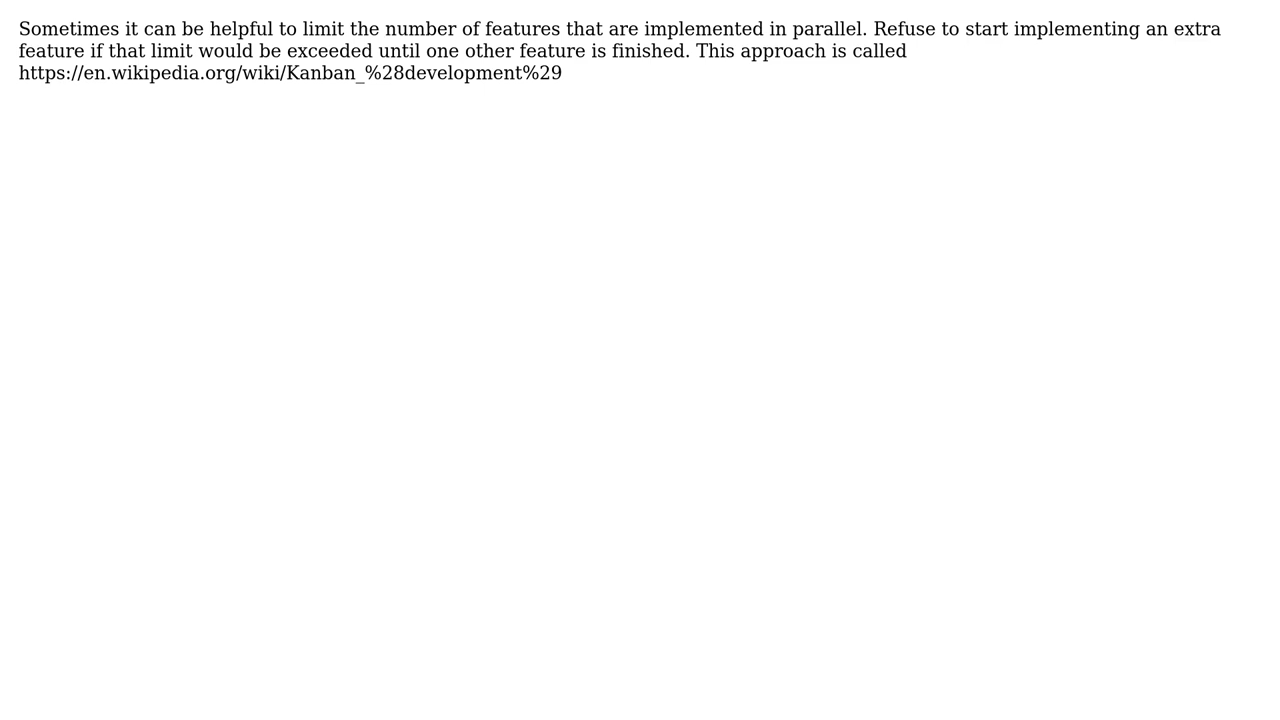 Sometimes it can be helpful to limit the number of features that are implemented in parallel. Refuse to start implementing an extra
feature if that limit would be exceeded until one other feature is finished. This approach is called
https://en.wikipedia.org/wiki/Kanban_%28development%29